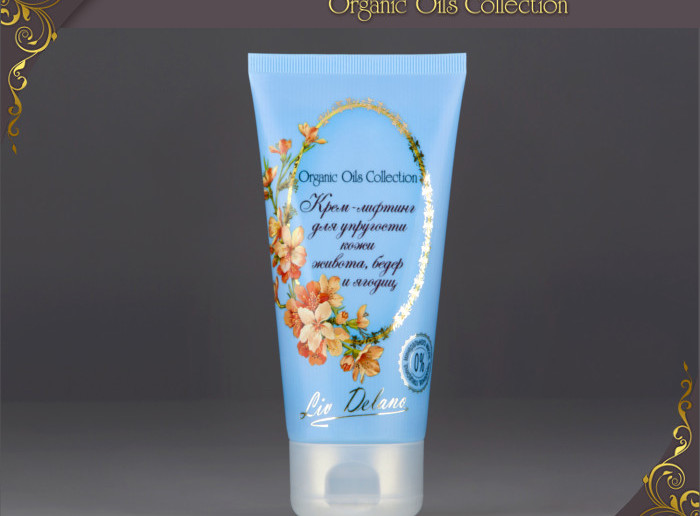 Organic Oils Collection
Organic Oils Collection
Крем-лифтинг
для упругости
кожи
живота, бедер
и ягодиц
0%
Liv Delano